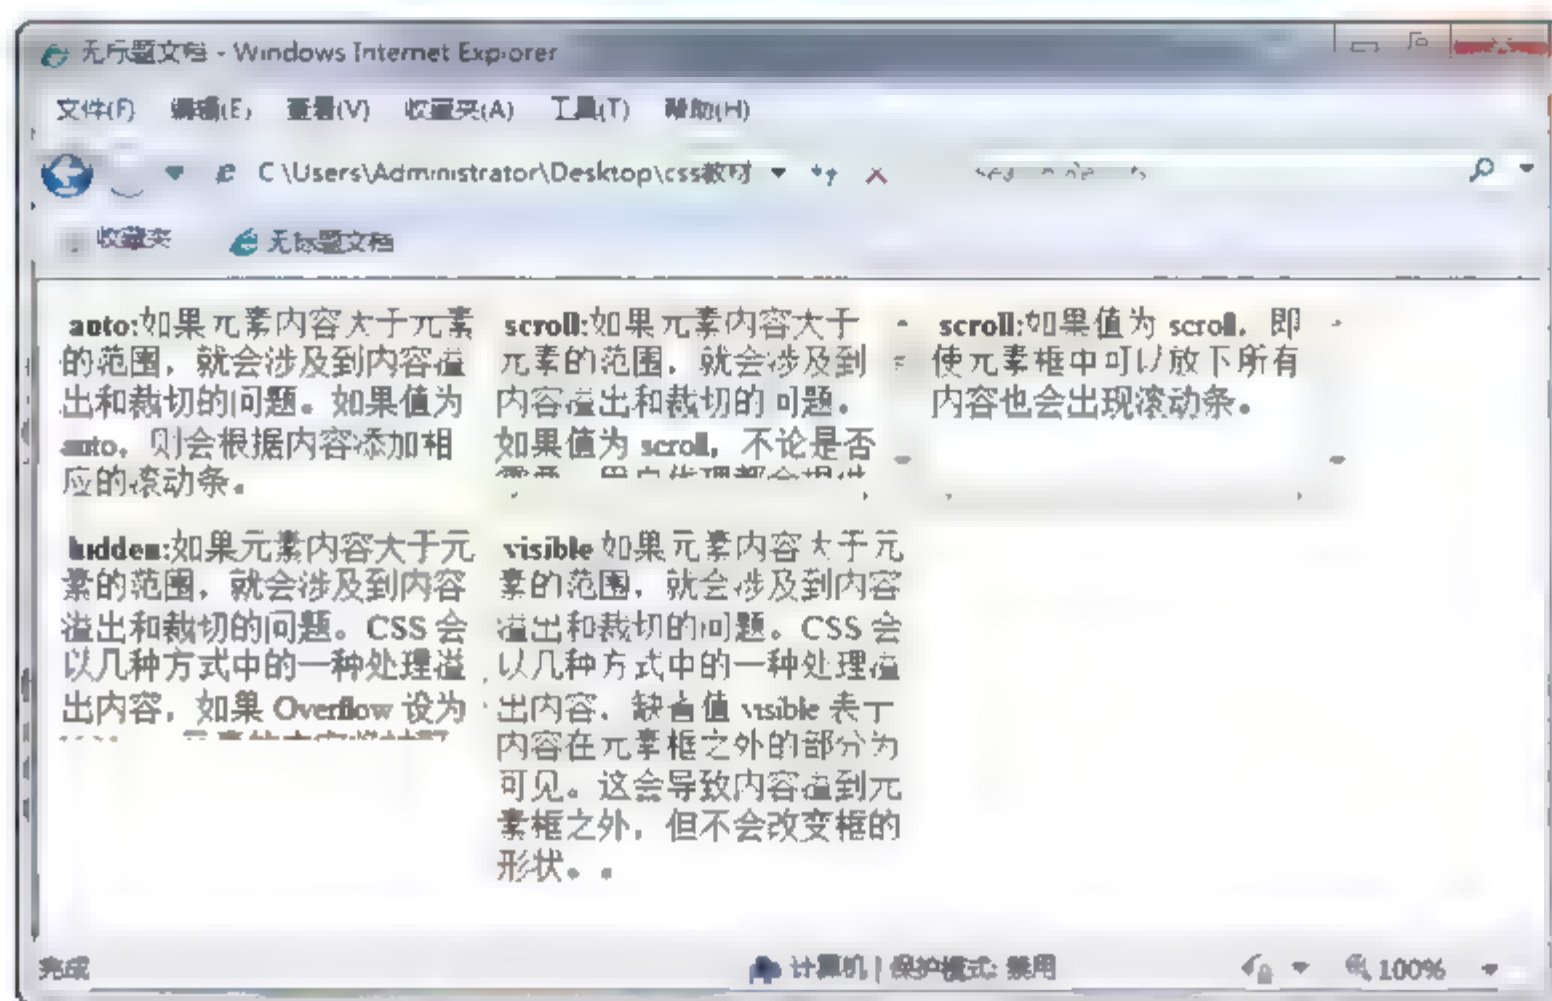 无标题文档 - Windows Internet Explorer
文件(F) 编辑(E) 查看(V) 收藏夹(A) 工具(T) 帮助(H)
C:\Users\Administrator\Desktop\css教材
收藏夹 无标题文档
auto:如果元素内容大于元素
的范围，就会涉及到内容溢
出和裁切的问题。如果值为
auto，则会根据内容添加相
应的滚动条。
scroll:如果元素内容大于
元素的范围，就会涉及到
内容溢出和裁切的问题。
如果值为 scroll，不论是否
scroll:如果值为 scroll，即
使元素框中可以放下所有
内容也会出现滚动条。
hidden:如果元素内容大于元
素的范围，就会涉及到内容
溢出和裁切的问题。CSS 会
以几种方式中的一种处理溢
出内容，如果 Overflow 设为
visible:如果元素内容大于元
素的范围，就会涉及到内容
溢出和裁切的问题。CSS 会
以几种方式中的一种处理溢
出内容，缺省值 visible 表示
内容在元素框之外的部分为
可见。这会导致内容溢到元
素框之外，但不会改变框的
形状。。
完成 计算机 | 保护模式: 禁用 100%